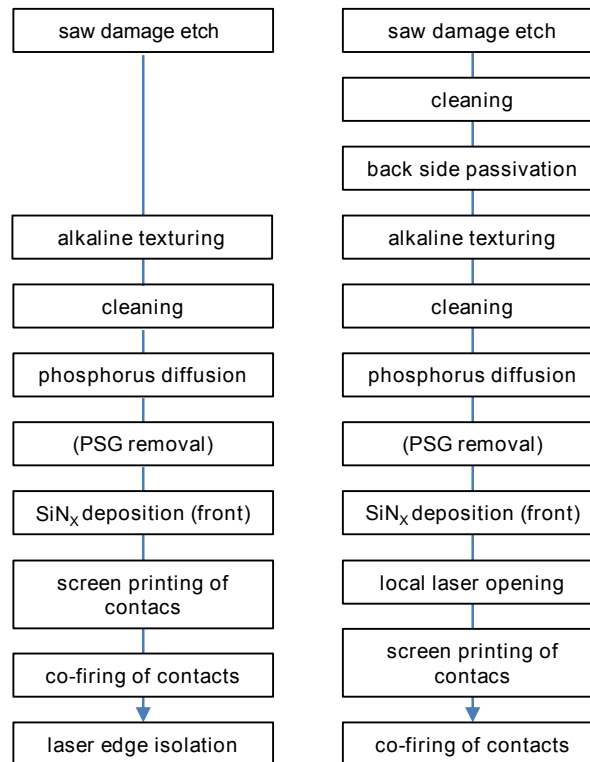 saw damage etch
alkaline texturing
cleaning
phosphorus diffusion
(PSG removal)
SiNX deposition (front)
screen printing of
contacs
co-firing of contacts
laser edge isolation
saw damage etch
cleaning
back side passivation
alkaline texturing
cleaning
phosphorus diffusion
(PSG removal)
SiNX deposition (front)
local laser opening
screen printing of
contacs
co-firing of contacts